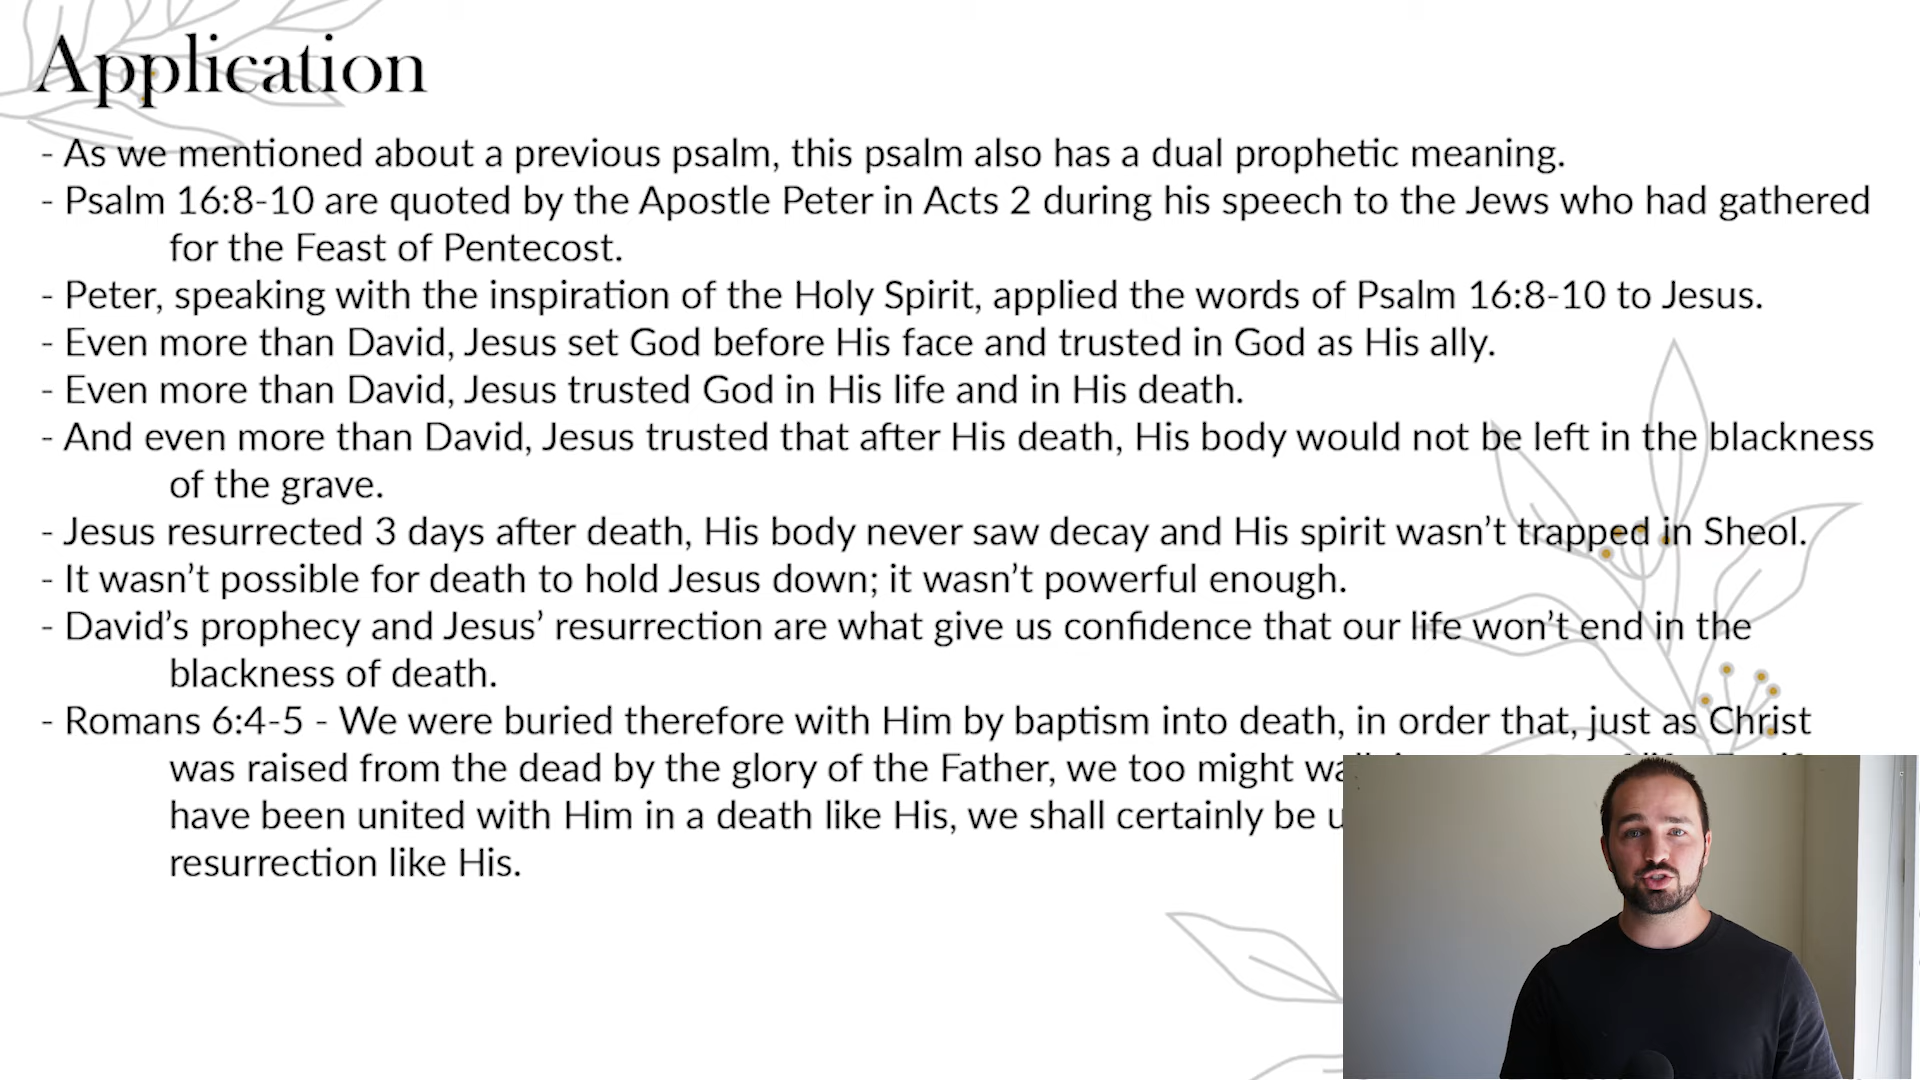 Application
- As we mentioned about a previous psalm, this psalm also has a dual prophetic meaning.
- Psalm 16:8-10 are quoted by the Apostle Peter in Acts 2 during his speech to the Jews who had gathered
for the Feast of Pentecost.
- Peter, speaking with the inspiration of the Holy Spirit, applied the words of Psalm 16:8-10 to Jesus.
- Even more than David, Jesus set God before His face and trusted in God as His ally.
- Even more than David, Jesus trusted God in His life and in His death.
- And even more than David, Jesus trusted that after His death, His body would not be left in the blackness
of the grave.
- Jesus resurrected 3 days after death, His body never saw decay and His spirit wasn’t trapped in Sheol.
- It wasn’t possible for death to hold Jesus down; it wasn’t powerful enough.
- David’s prophecy and Jesus’ resurrection are what give us confidence that our life won’t end in the
blackness of death.
- Romans 6:4-5 - We were buried therefore with Him by baptism into death, in order that, just as Christ
was raised from the dead by the glory of the Father, we too might
have been united with Him in a death like His, we shall certainly be
resurrection like His.